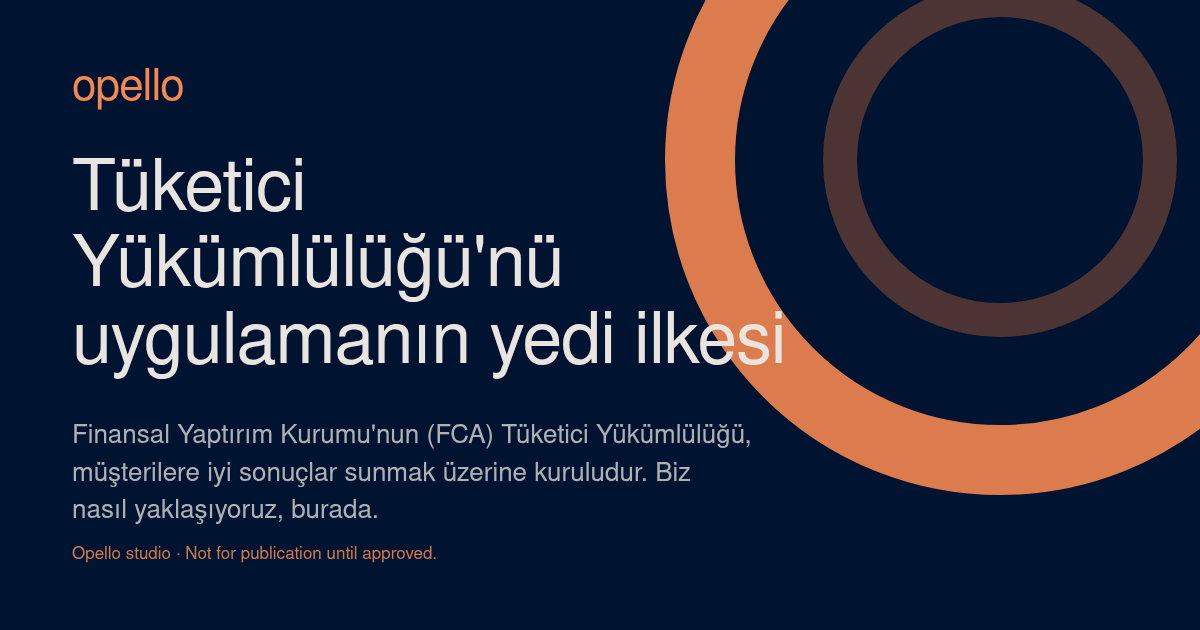 opello
Tüketici
Yükümlülüğü'nü
uygulamanın yedi ilkesi
Finansal Yaptırım Kurumu'nun (FCA) Tüketici Yükümlülüğü,
müşterilere iyi sonuçlar sunmak üzerine kuruludur. Biz
nasıl yaklaşıyoruz, burada.
Opello studio · Not for publication until approved.